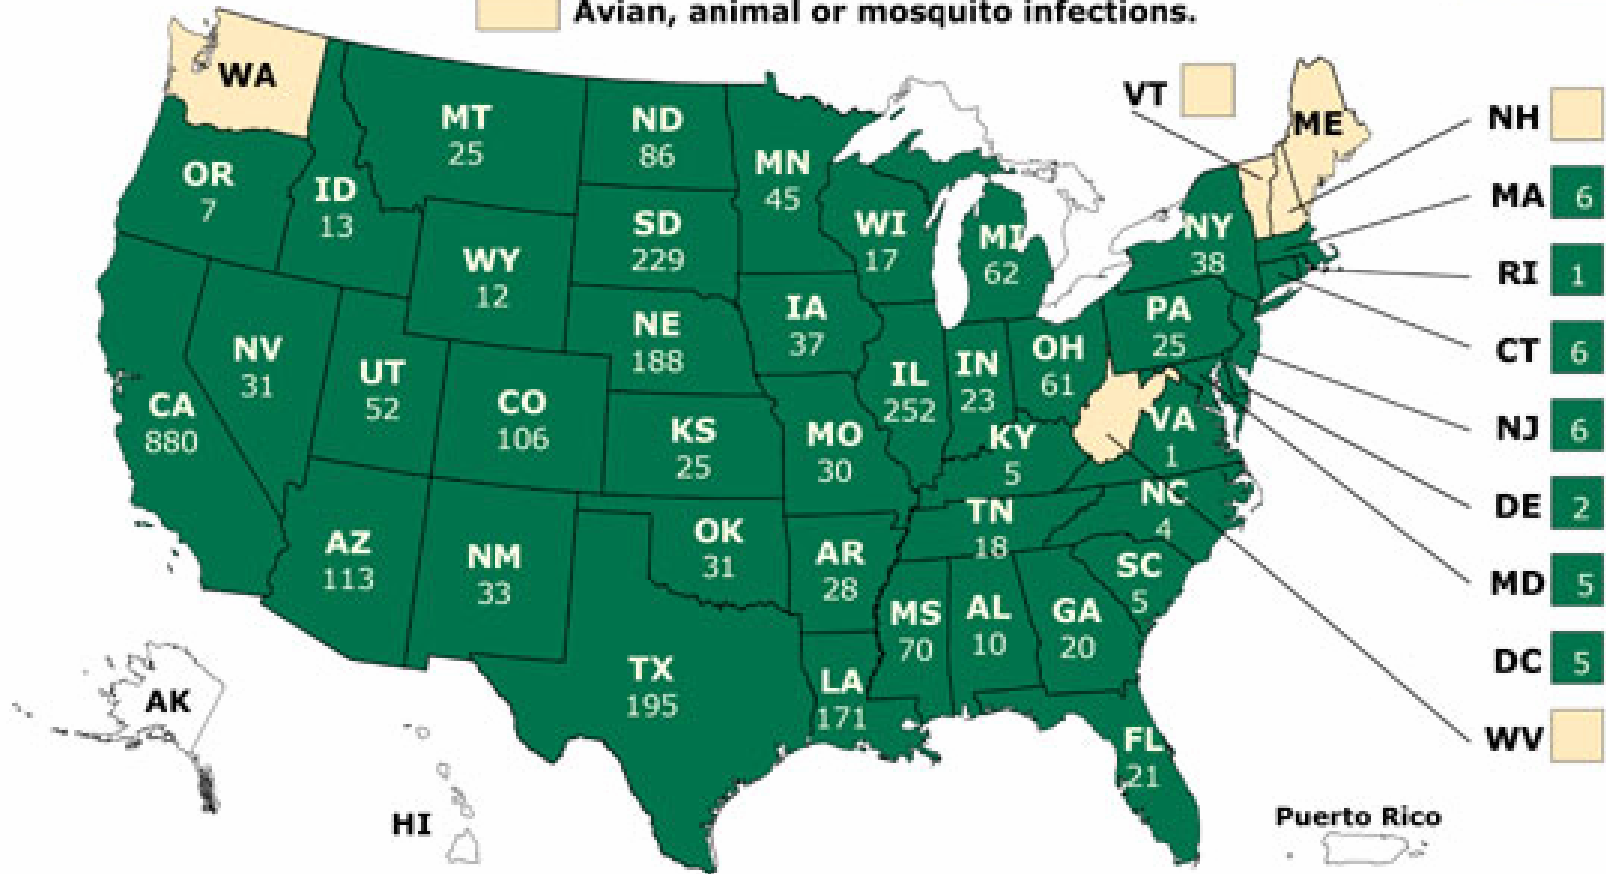 Avian, animal or mosquito infections.
WA
VT
ME
NH
MT
25
ND
86
MN
45
OR
7
ID
13
MA 6
SD
229
WI
17
MI
62
NY
38
WY
12
RI 1
IA
37
PA
25
NE
188
NV
31
OH
61
CT 6
UT
52
IL
252
IN
23
CA
880
CO
106
VA
1
NJ 6
KS
25
MO
30
KY
5
NC
4
DE 2
TN
18
OK
31
AZ
113
NM
33
AR
28
SC
5
MD 5
MS
70
AL
10
GA
20
DC 5
TX
195
LA
171
AK
FL
21
WV
HI
Puerto Rico